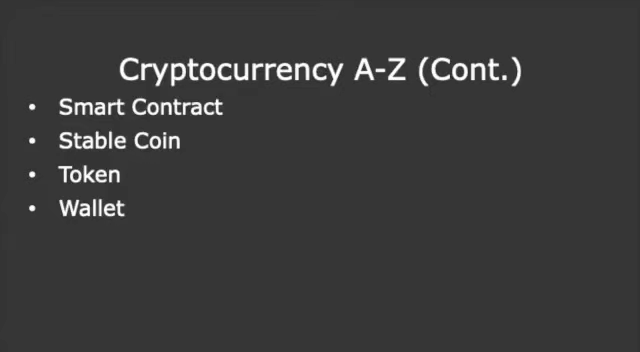 Cryptocurrency A-Z (Cont.)
• Smart Contract
• Stable Coin
• Token
• Wallet